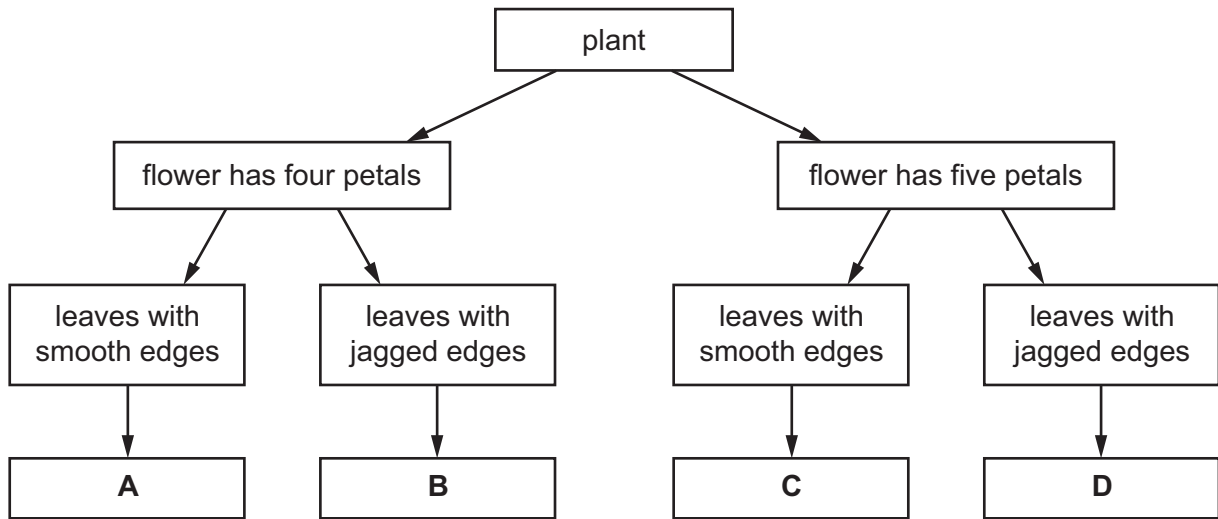 plant
flower has four petals
flower has five petals
leaves with
smooth edges
leaves with
jagged edges
leaves with
smooth edges
leaves with
jagged edges
A
B
C
D